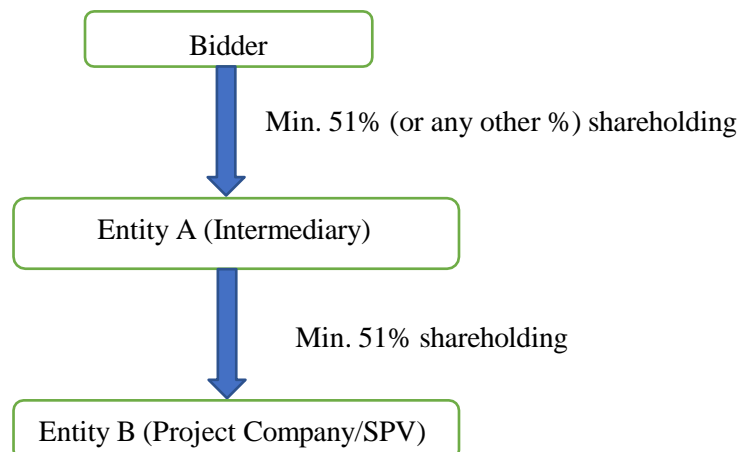 Bidder
Min. 51% (or any other %) shareholding
Entity A (Intermediary)
Min. 51% shareholding
Entity B (Project Company/SPV)